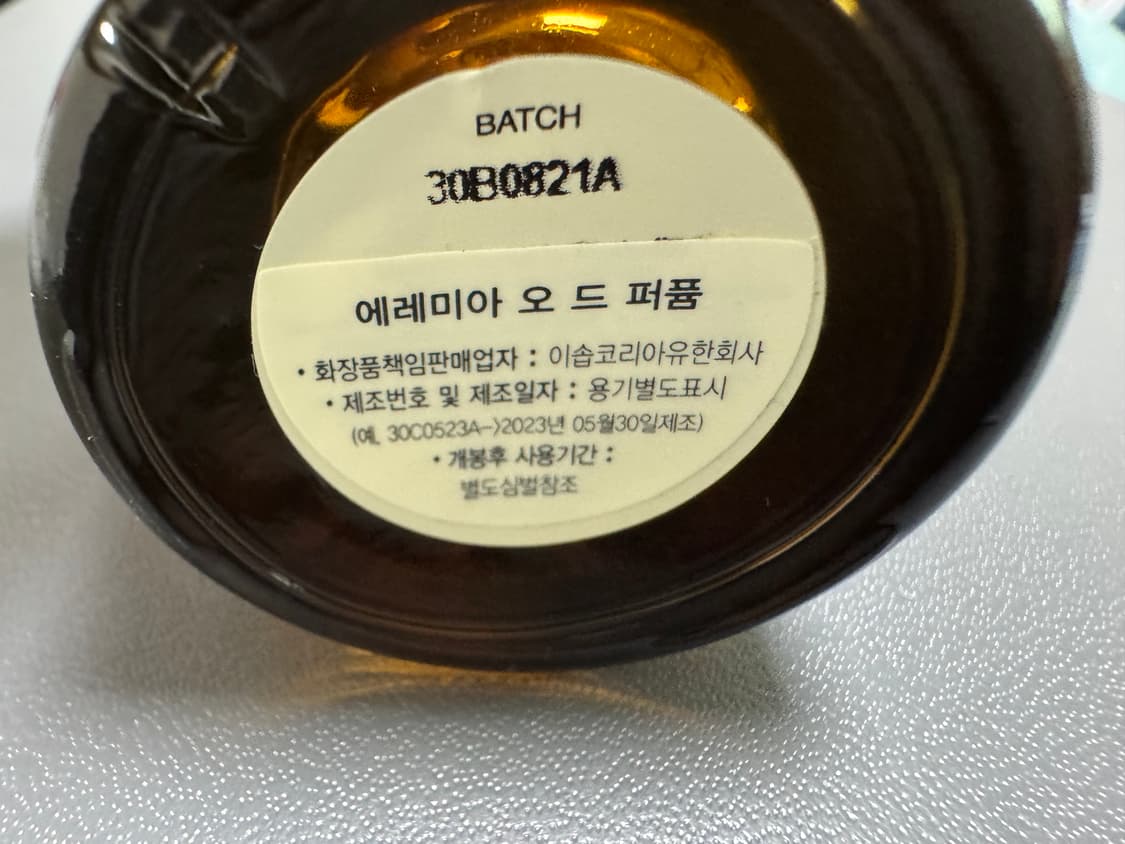 BATCH
30B0821A
에레미아 오 드 퍼퓸
• 화장품책임판매업자 : 이솝코리아유한회사
• 제조번호 및 제조일자 : 용기별도표시
(예, 30C0523A->2023년 05월30일제조)
• 개봉후 사용기간 :
별도심벌참조